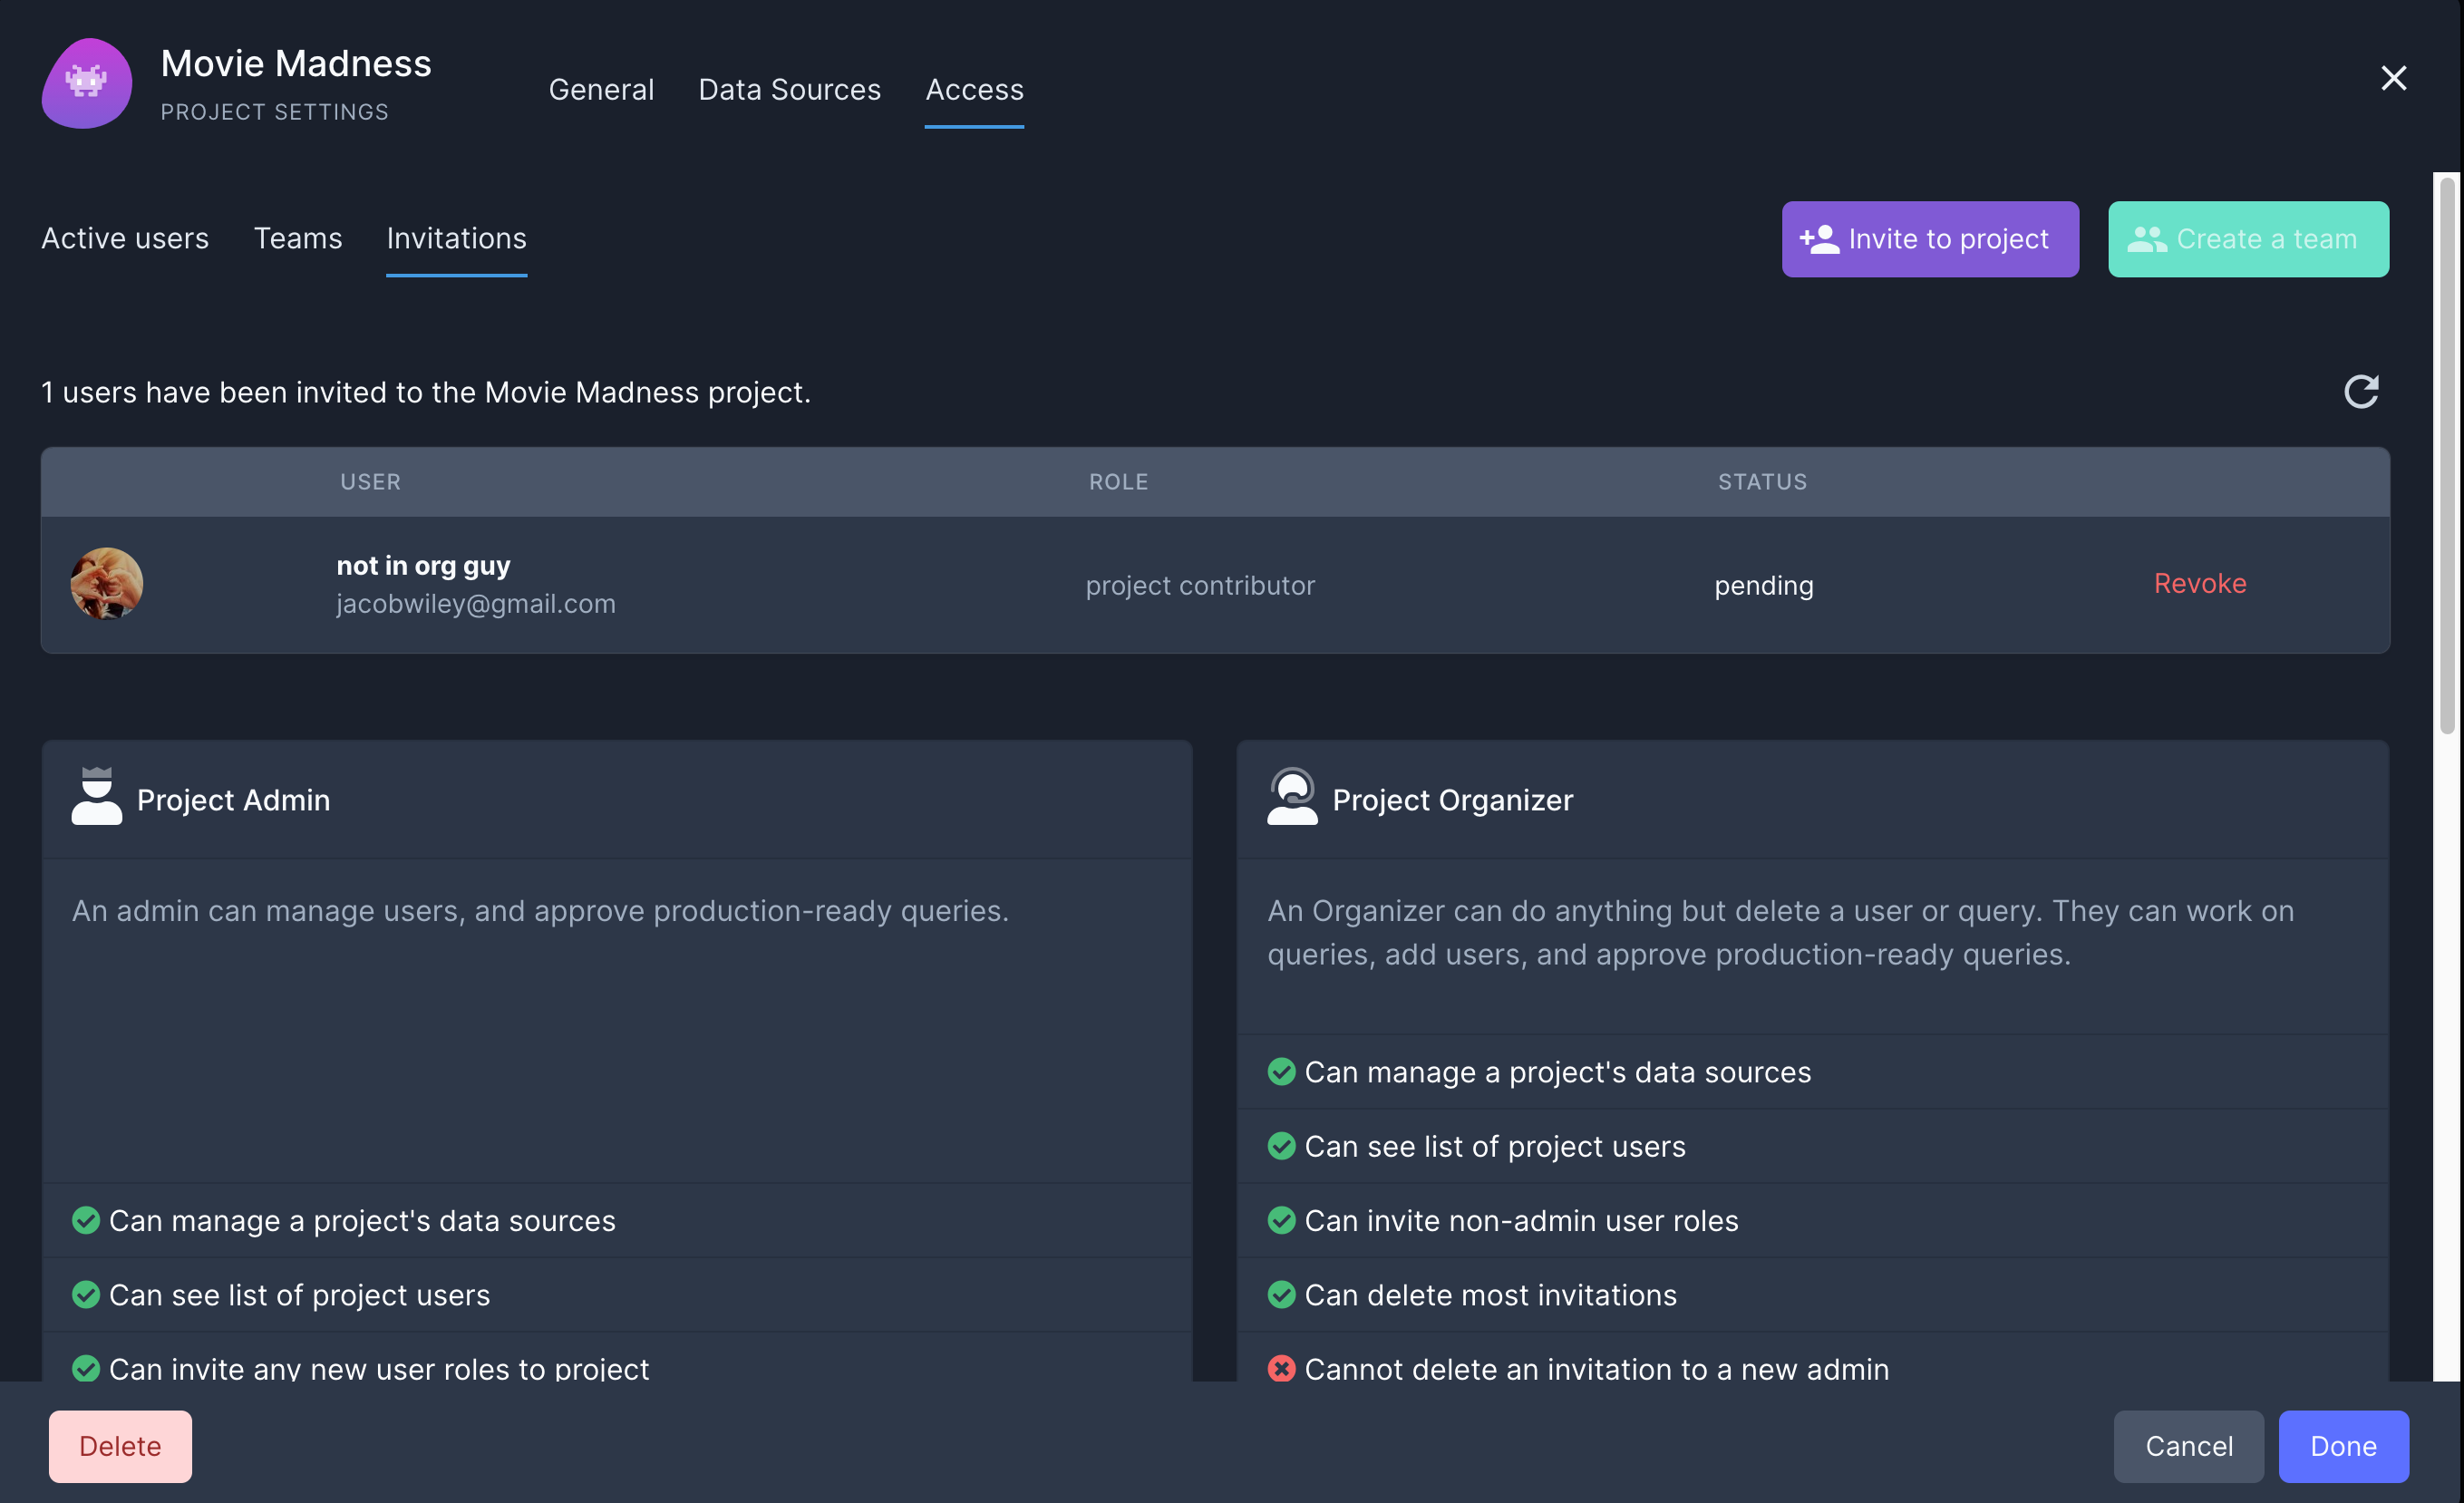 Movie Madness
PROJECT SETTINGS
General
Data Sources
Access
Active users
Teams
Invitations
Invite to project
Create a team
1 users have been invited to the Movie Madness project.
USER
ROLE
STATUS
not in org guy
jacobwiley@gmail.com
project contributor
pending
Revoke
Project Admin
An admin can manage users, and approve production-ready queries.
Can manage a project's data sources
Can see list of project users
Can invite any new user roles to project
Project Organizer
An Organizer can do anything but delete a user or query. They can work on
queries, add users, and approve production-ready queries.
Can manage a project's data sources
Can see list of project users
Can invite non-admin user roles
Can delete most invitations
Cannot delete an invitation to a new admin
Delete
Cancel
Done